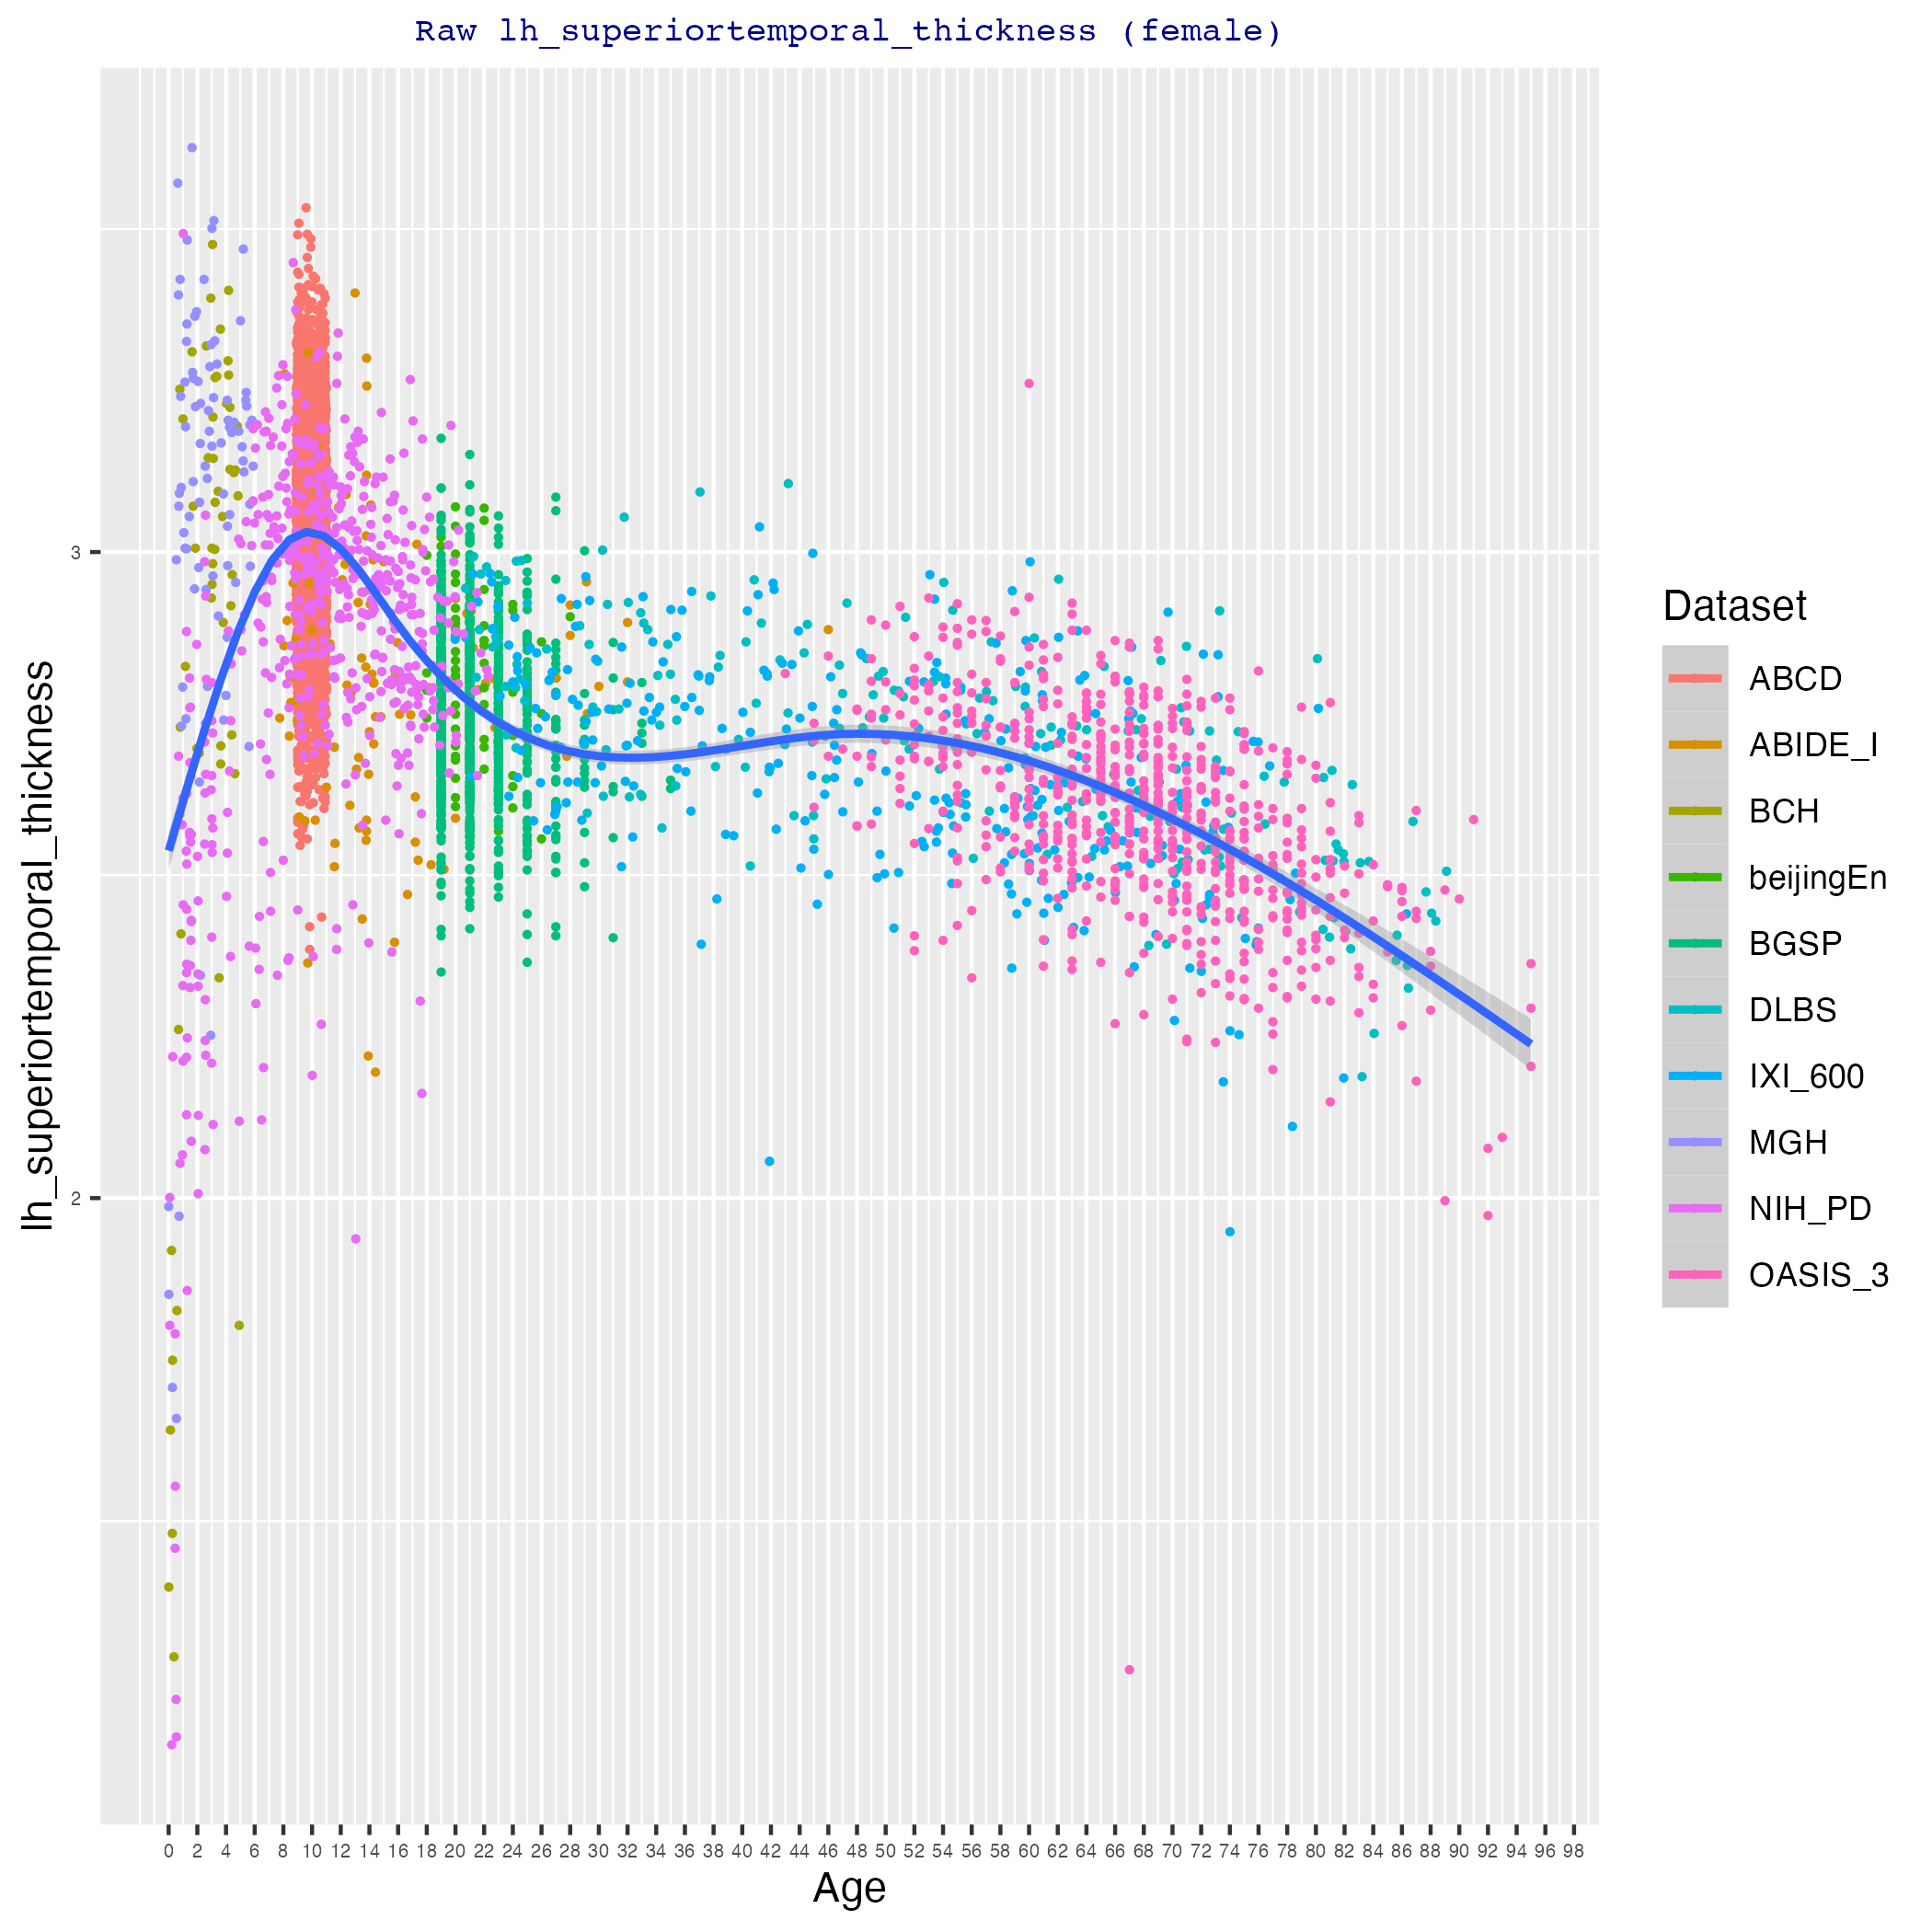 Raw lh_superiortemporal_thickness (female)
lh_superiortemporal_thickness
3
2
0 2 4 6 8 10 12 14 16 18 20 22 24 26 28 30 32 34 36 38 40 42 44 46 48 50 52 54 56 58 60 62 64 66 68 70 72 74 76 78 80 82 84 86 88 90 92 94 96 98
Age
Dataset
ABCD
ABIDE_I
BCH
beijingEn
BGSP
DLBS
IXI_600
MGH
NIH_PD
OASIS_3